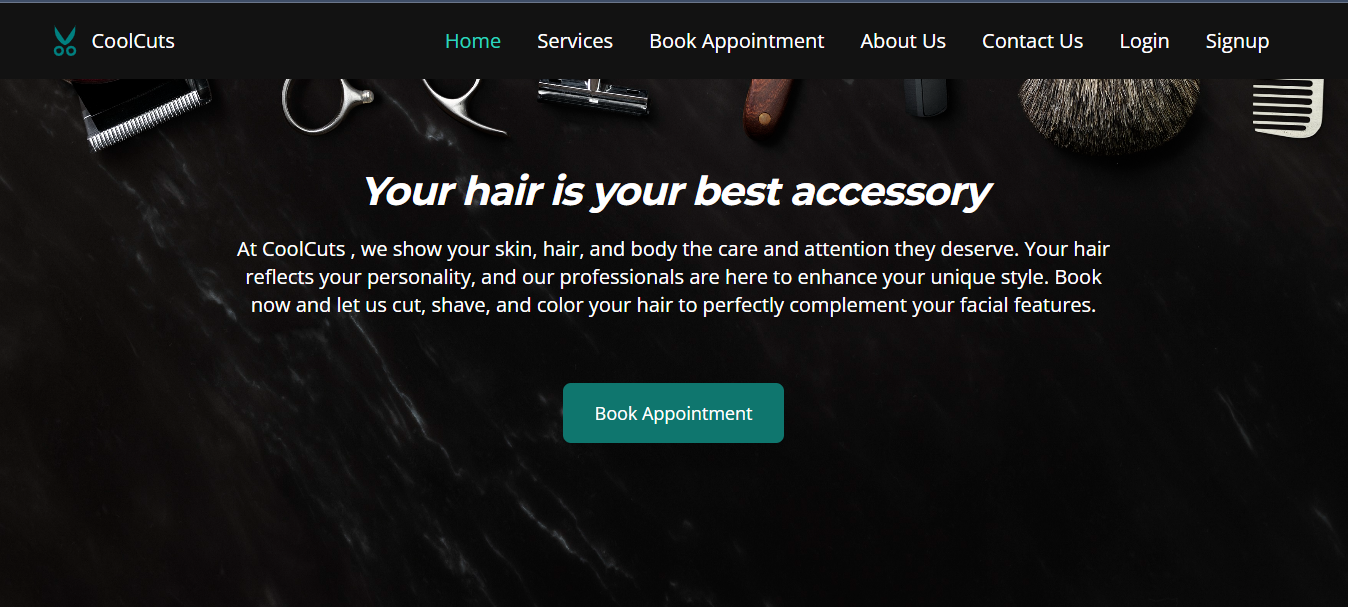 CoolCuts Home Services Book Appointment About Us Contact Us Login Signup
Your hair is your best accessory
At CoolCuts , we show your skin, hair, and body the care and attention they deserve. Your hair
reflects your personality, and our professionals are here to enhance your unique style. Book
now and let us cut, shave, and color your hair to perfectly complement your facial features.
Book Appointment